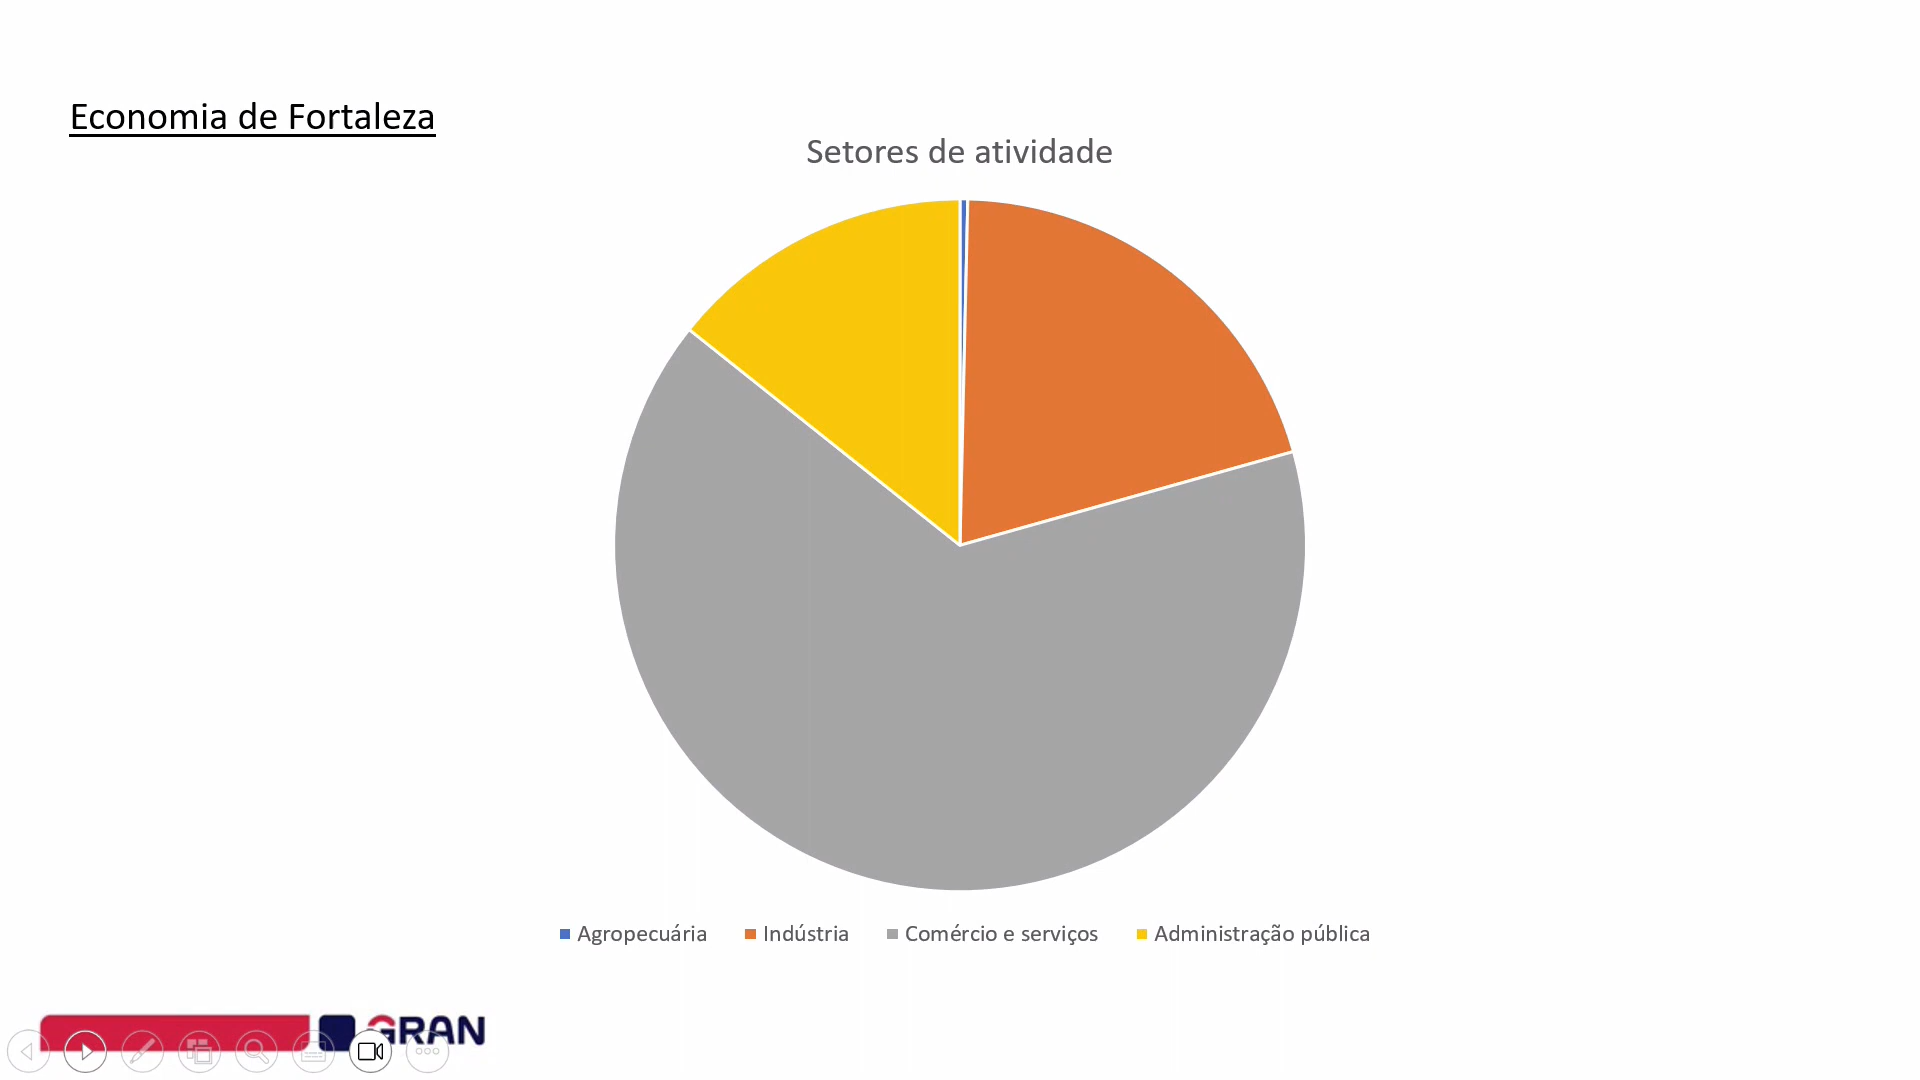 Economia de Fortaleza
Setores de atividade
Agropecuária Indústria Comércio e serviços Administração pública
GRAN